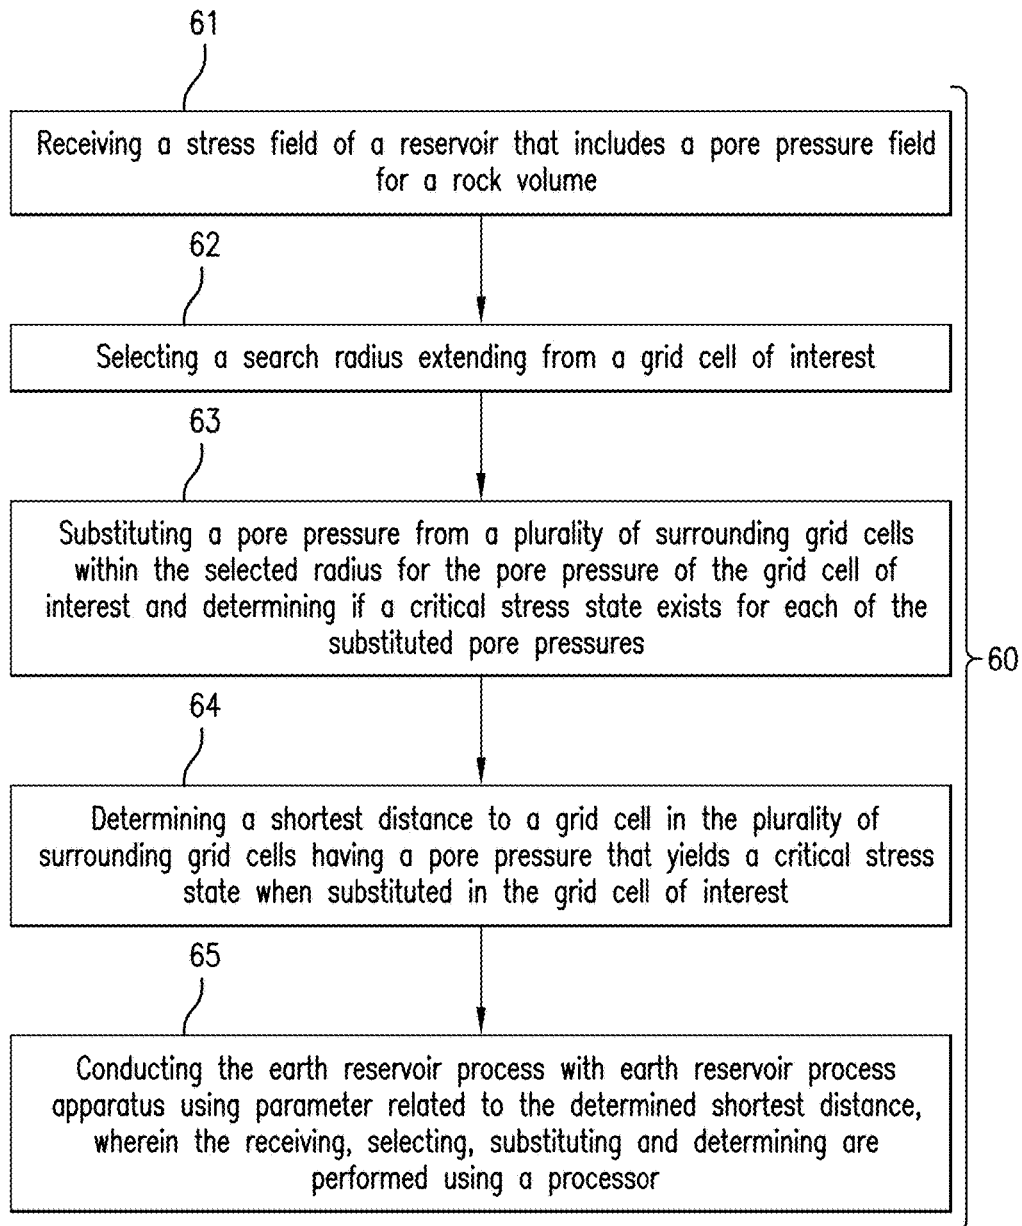 61
Receiving a stress field of a reservoir that includes a pore pressure field
for a rock volume
62
Selecting a search radius extending from a grid cell of interest
63
Substituting a pore pressure from a plurality of surrounding grid cells
within the selected radius for the pore pressure of the grid cell of
interest and determining if a critical stress state exists for each of the
substituted pore pressures
60
64
Determining a shortest distance to a grid cell in the plurality of
surrounding grid cells having a pore pressure that yields a critical stress
state when substituted in the grid cell of interest
65
Conducting the earth reservoir process with earth reservoir process
apparatus using parameter related to the determined shortest distance,
wherein the receiving, selecting, substituting and determining are
performed using a processor